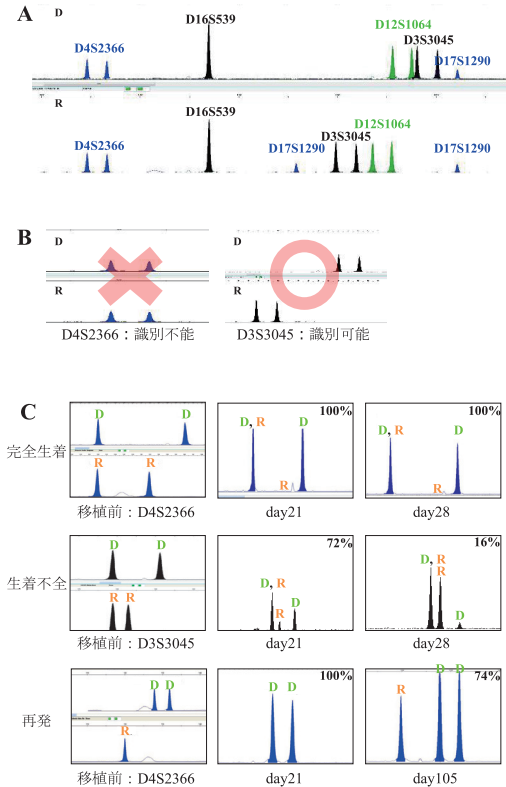 A
D
D16S539
D12S1064
D4S2366
D3S3045
D17S1290
R
D16S539
D12S1064
D3S3045
D4S2366
D17S1290
D17S1290
B
D
D
R
R
D4S2366：識別不能
D3S3045：識別可能
C
完全生着
D
D
R
R
移植前：D4S2366
100%
D, R
D
R
day21
100%
D, R
D
R
day28
生着不全
D
D
R
R
移植前：D3S3045
72%
D, R
R
D
day21
16%
D, R
R
D
day28
再発
D
D
R
移植前：D4S2366
100%
D
D
day21
74%
R
D
D
day105